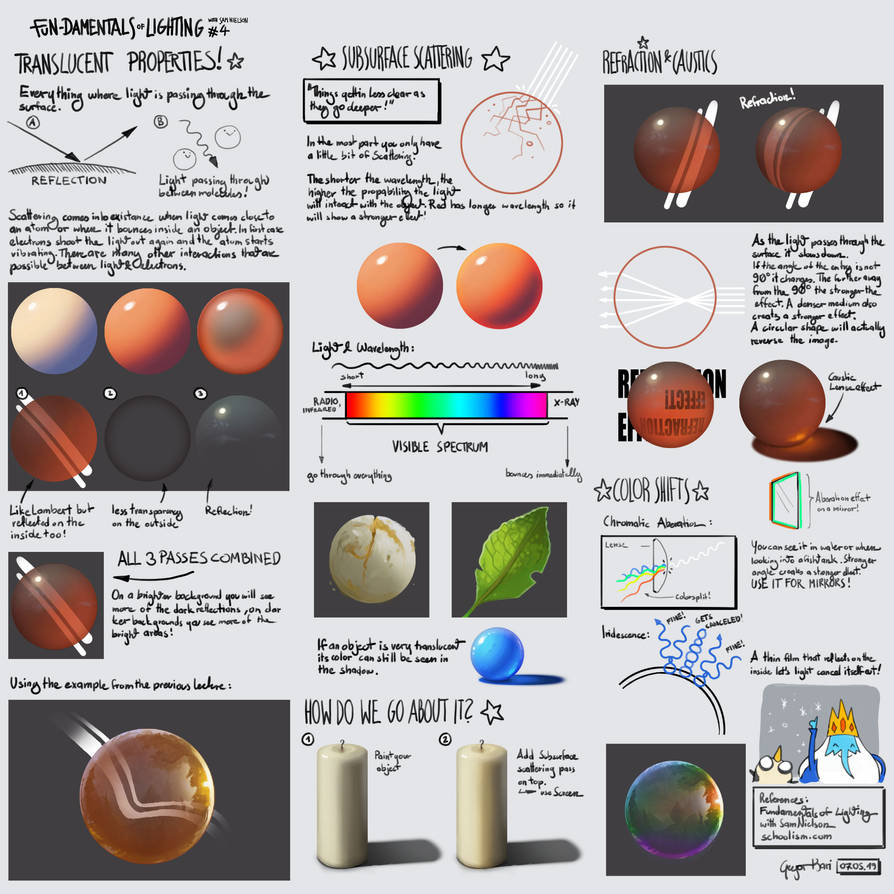 FUN-DAMENTALS OF LIGHTING WITH SAM NIELSON #4
TRANSLUCENT PROPERTIES!
Everything where light is passing through the
surface.
A
B
REFLECTION
Light passing through
between molecules!
Scattering comes into existance when light comes close to
an atom or where it bounces inside an object. In first case
electrons shoot the light out again and the atum starts
vibrating. There are many other interactions that are
possible between light & electrons.
1
2
3
Like Lambert but
reflected on the
inside too!
less transparency
on the outside
Reflection!
ALL 3 PASSES COMBINED
On a brighter background you will see
more of the dark reflections, on dar
ker backgrounds you see more of the
bright areas!
Using the example from the previous lecture:
SUBSURFACE SCATTERING
"Things gettin less clear as
they go deeper!"
In the most part you only have
a little bit of Scattering.
The shorter the wavelength, the
higher the propability the light
will interact with the object. Red has longer wavelength so it
will show a stronger effect!
Light & Wavelength:
short
long
RADIO,
INFRARED
X-RAY
VISIBLE SPECTRUM
go through everything
bounces immediatally
If an object is very translucent
its color can still be seen in
the shadow.
HOW DO WE GO ABOUT IT?
1
Paint your
object
2
Add Subsurface
scattering pass
on top.
use Screen
REFRACTION & CAUSTICS
Refraction!
As the light passes through the
surface it slows down.
If the angle of the entry is not
90° it changes. The further away
from the 90° the stronger the
effect. A denser medium also
creats a stronger effect.
A circular shape will actually
reverse the image.
REFRACTION
EFFECT!
Caustic
Lense effect
COLOR SHIFTS
Chromatic Aberation:
Lense
Colorsplit!
Aberation effect
on a mirror!
You can see it in water or when
looking into a fishtank. Stronger
angle creats a stonger effect.
USE IT FOR MIRRORS!
Iridescence:
FINE!
GETS
CANCELED!
FINE!
A thin film that reflects on the
inside lets light cancel itself out!
References:
Fundamentals of Lighting
with Sam Nielson
schoolism.com
07.05.19